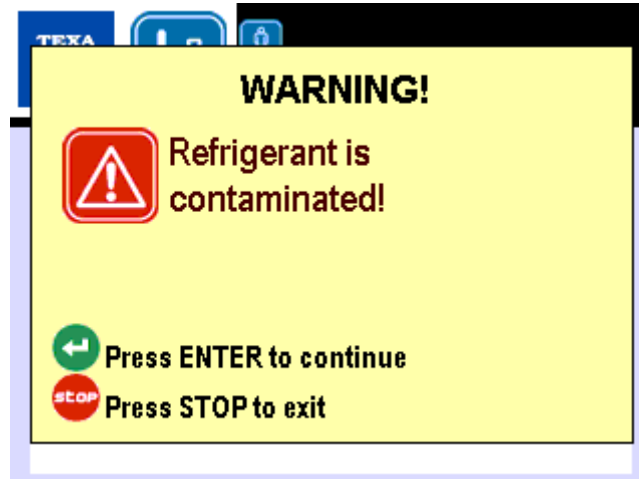 TEXA
WARNING!
Refrigerant is
contaminated!
Press ENTER to continue
stop Press STOP to exit